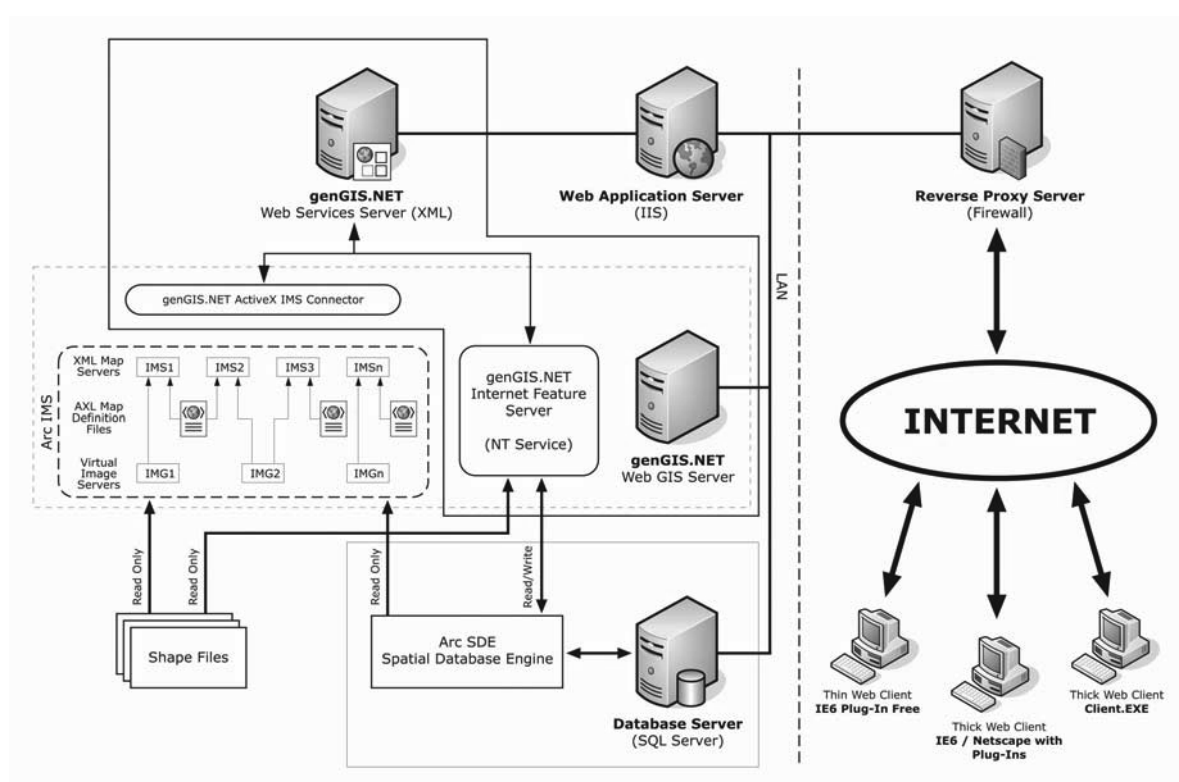 genGIS.NET
Web Services Server (XML)
Web Application Server
(IIS)
Reverse Proxy Server
(Firewall)
LAN
genGIS.NET ActiveX IMS Connector
Arc IMS
XML Map
Servers
IMS1
IMS2
IMS3
IMSn
AXL Map
Definition
Files
Virtual
Image
Servers
IMG1
IMG2
IMGn
genGIS.NET
Internet Feature
Server
(NT Service)
genGIS.NET
Web GIS Server
INTERNET
Read Only
Read Only
Read Only
Read/Write
Shape Files
Arc SDE
Spatial Database Engine
Database Server
(SQL Server)
Thin Web Client
IE6 Plug-In Free
Thick Web Client
IE6 / Netscape with
Plug-Ins
Thick Web Client
Client.EXE